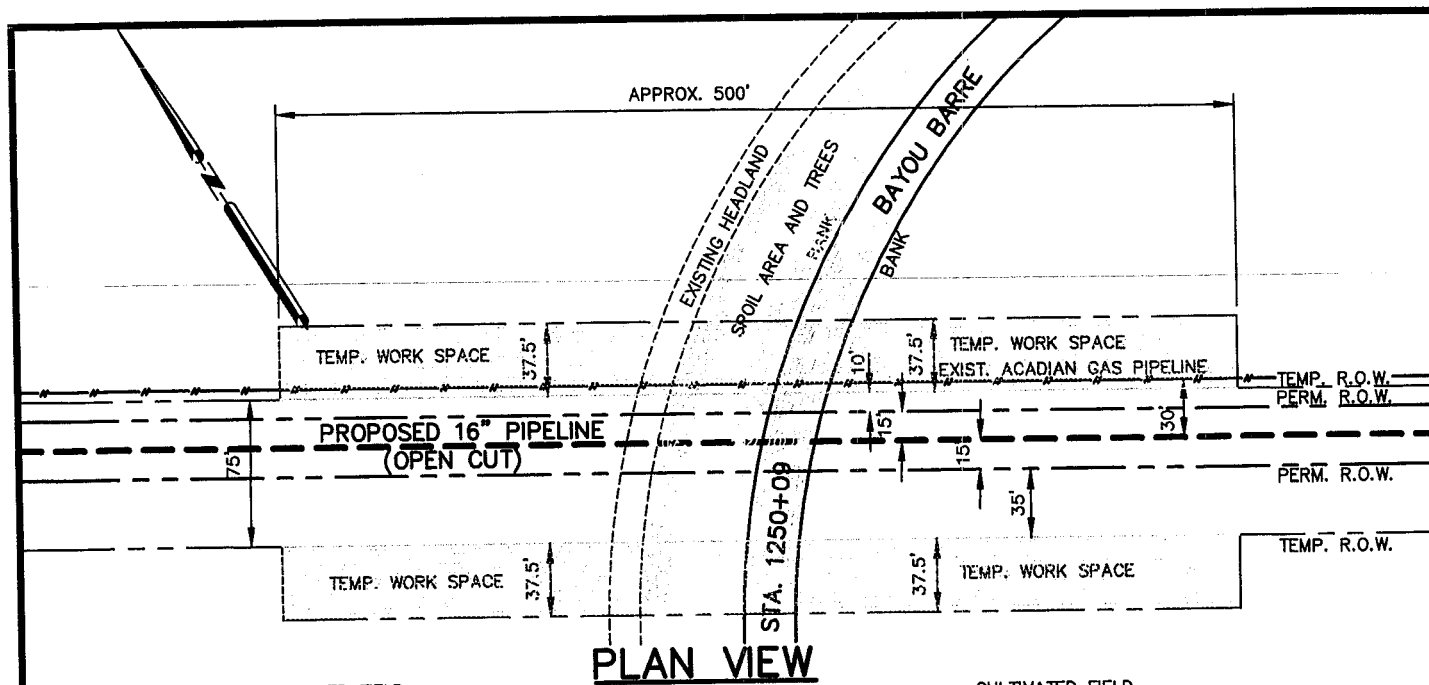 APPROX. 500'
N
EXISTING HEADLAND
SPOIL AREA AND TREES
BANK
BAYOU BARRE
BANK
TEMP. WORK SPACE
37.5'
10'
37.5'
TEMP. WORK SPACE
EXIST. ACADIAN GAS PIPELINE
TEMP. R.O.W.
PERM. R.O.W.
PROPOSED 16" PIPELINE
(OPEN CUT)
75'
15'
15'
30'
35'
PERM. R.O.W.
TEMP. R.O.W.
STA. 1250+09
TEMP. WORK SPACE
37.5'
37.5'
TEMP. WORK SPACE
PLAN VIEW
CULTIVATED FIELD